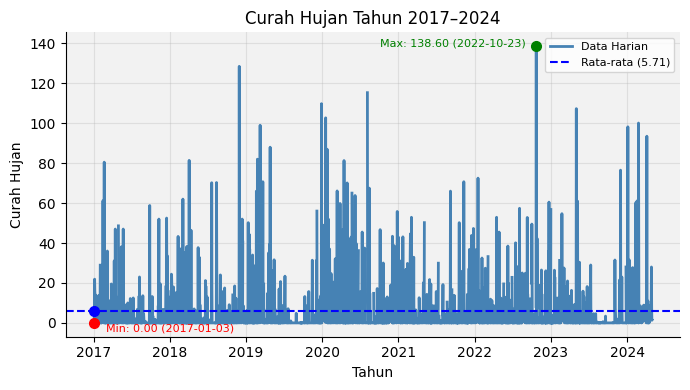 Curah Hujan Tahun 2017–2024
Max: 138.60 (2022-10-23)
Data Harian
Rata-rata (5.71)
Curah Hujan
140
120
100
80
60
40
20
0
Min: 0.00 (2017-01-03)
2017 2018 2019 2020 2021 2022 2023 2024
Tahun